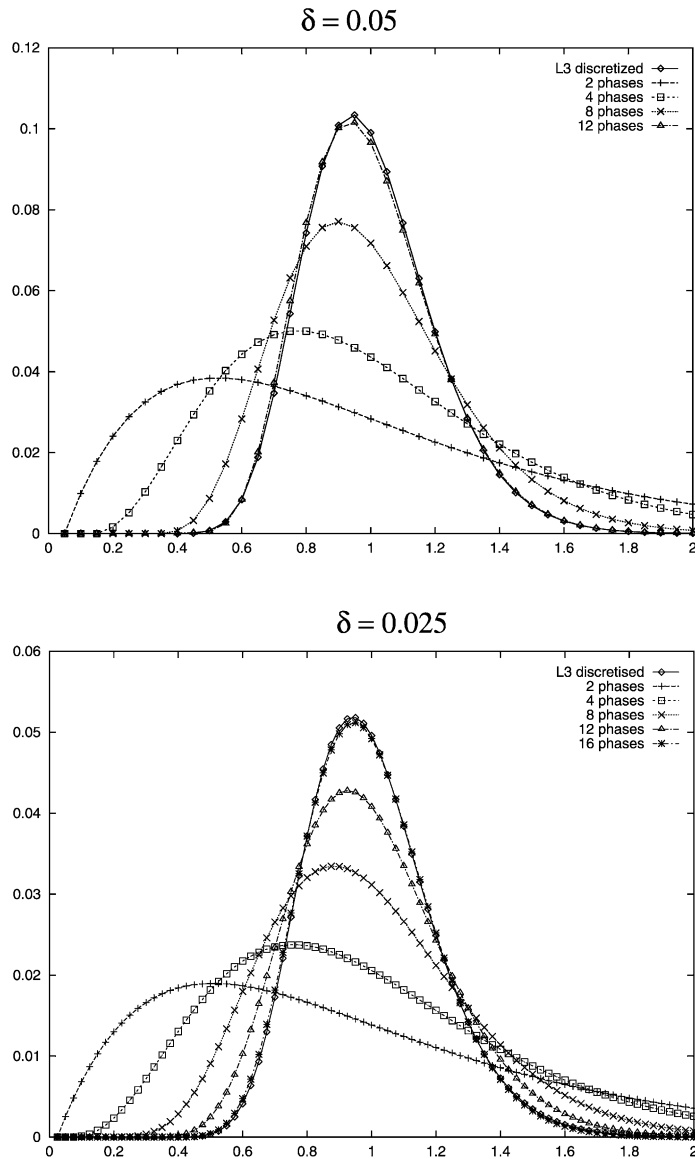 δ = 0.05
0.12
0.1
0.08
0.06
0.04
0.02
0
L3 discretized
2 phases
4 phases
8 phases
12 phases
0 0.2 0.4 0.6 0.8 1 1.2 1.4 1.6 1.8 2
δ = 0.025
0.06
0.05
0.04
0.03
0.02
0.01
0
L3 discretised
2 phases
4 phases
8 phases
12 phases
16 phases
0 0.2 0.4 0.6 0.8 1 1.2 1.4 1.6 1.8 2